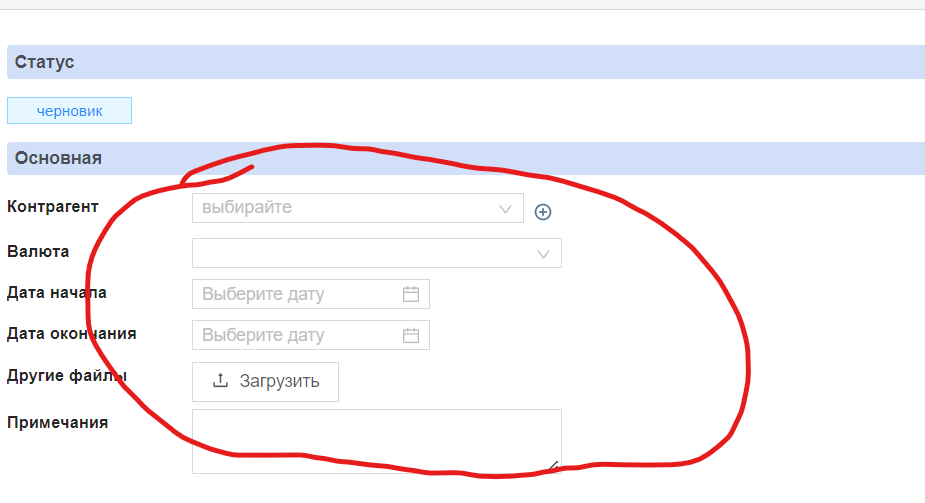 Статус
черновик
Основная
Контрагент выбирайте
Валюта
Дата начала Выберите дату
Дата окончания Выберите дату
Другие файлы Загрузить
Примечания